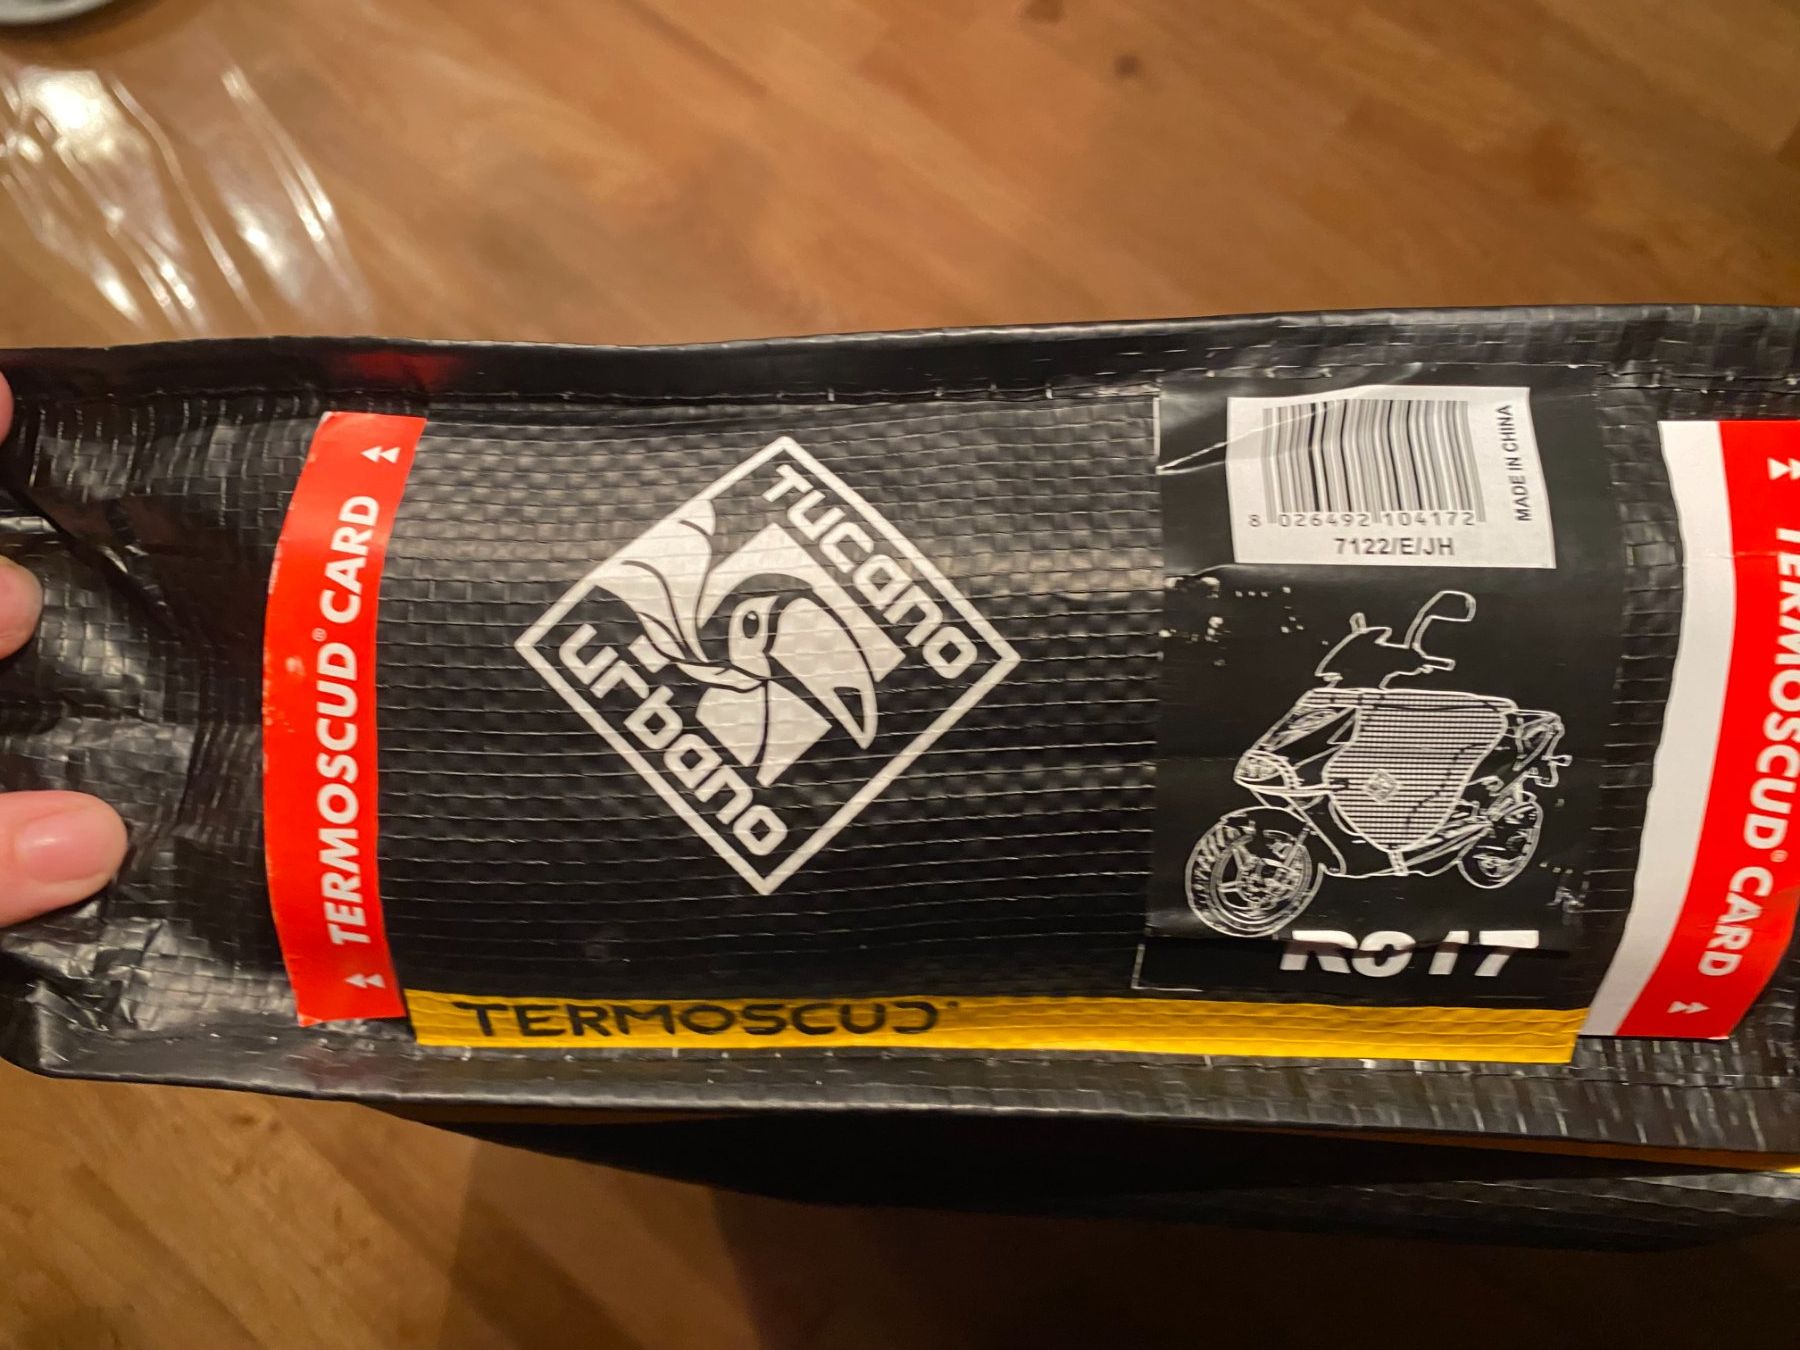 TERMOSCUD® CARD
TUCANO
urbano
TERMOSCUD®
8 026492 104172
7122/E/JH
MADE IN CHINA
R017
TERMOSCUD® CARD